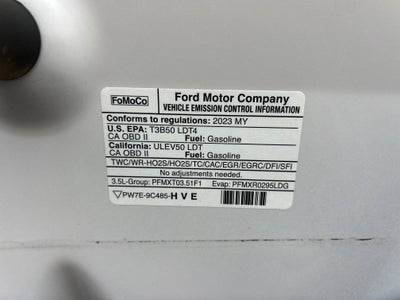 FoMoCo
Ford Motor Company
VEHICLE EMISSION CONTROL INFORMATION
Conforms to regulations: 2023 MY
U.S. EPA: T3B50 LDT4
CA OBD II Fuel: Gasoline
California: ULEV50 LDT
CA OBD II Fuel: Gasoline
TWC/WR-HO2S/HO2S/TC/CAC/EGR/EGRC/DFI/SFI
No adjustments needed.
3.5L-Group: PFMXT03.51F1 Evap: PFMXR0295LDG
▽PW7E-9C485-HVE